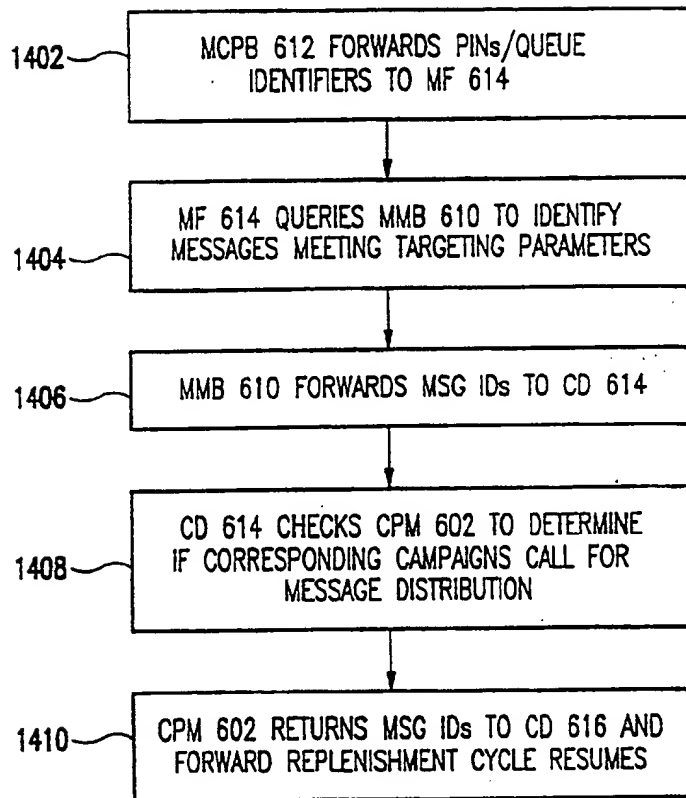 1402
MCPB 612 FORWARDS PINs/QUEUE
IDENTIFIERS TO MF 614
1404
MF 614 QUERIES MMB 610 TO IDENTIFY
MESSAGES MEETING TARGETING PARAMETERS
1406
MMB 610 FORWARDS MSG IDs TO CD 614
1408
CD 614 CHECKS CPM 602 TO DETERMINE
IF CORRESPONDING CAMPAIGNS CALL FOR
MESSAGE DISTRIBUTION
1410
CPM 602 RETURNS MSG IDs TO CD 616 AND
FORWARD REPLENISHMENT CYCLE RESUMES